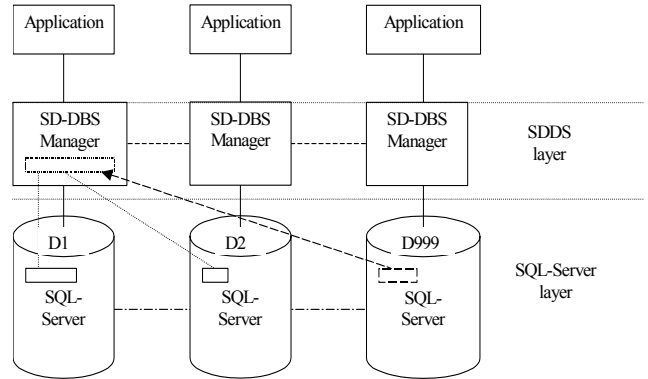 Application
Application
Application
SD-DBS
Manager
SD-DBS
Manager
SD-DBS
Manager
SDDS
layer
D1
D2
D999
SQL-
Server
SQL-
Server
SQL-
Server
SQL-Server
layer